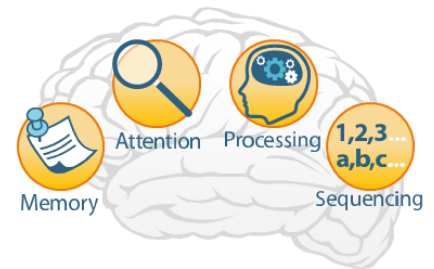 Memory
Attention
Processing
1,2,3...
a,b,c...
Sequencing